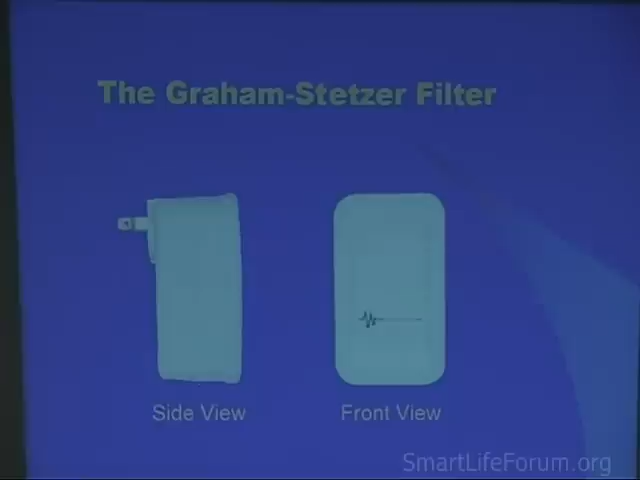 The Graham-Stetzer Filter
Side View
Front View
SmartLifeForum.org